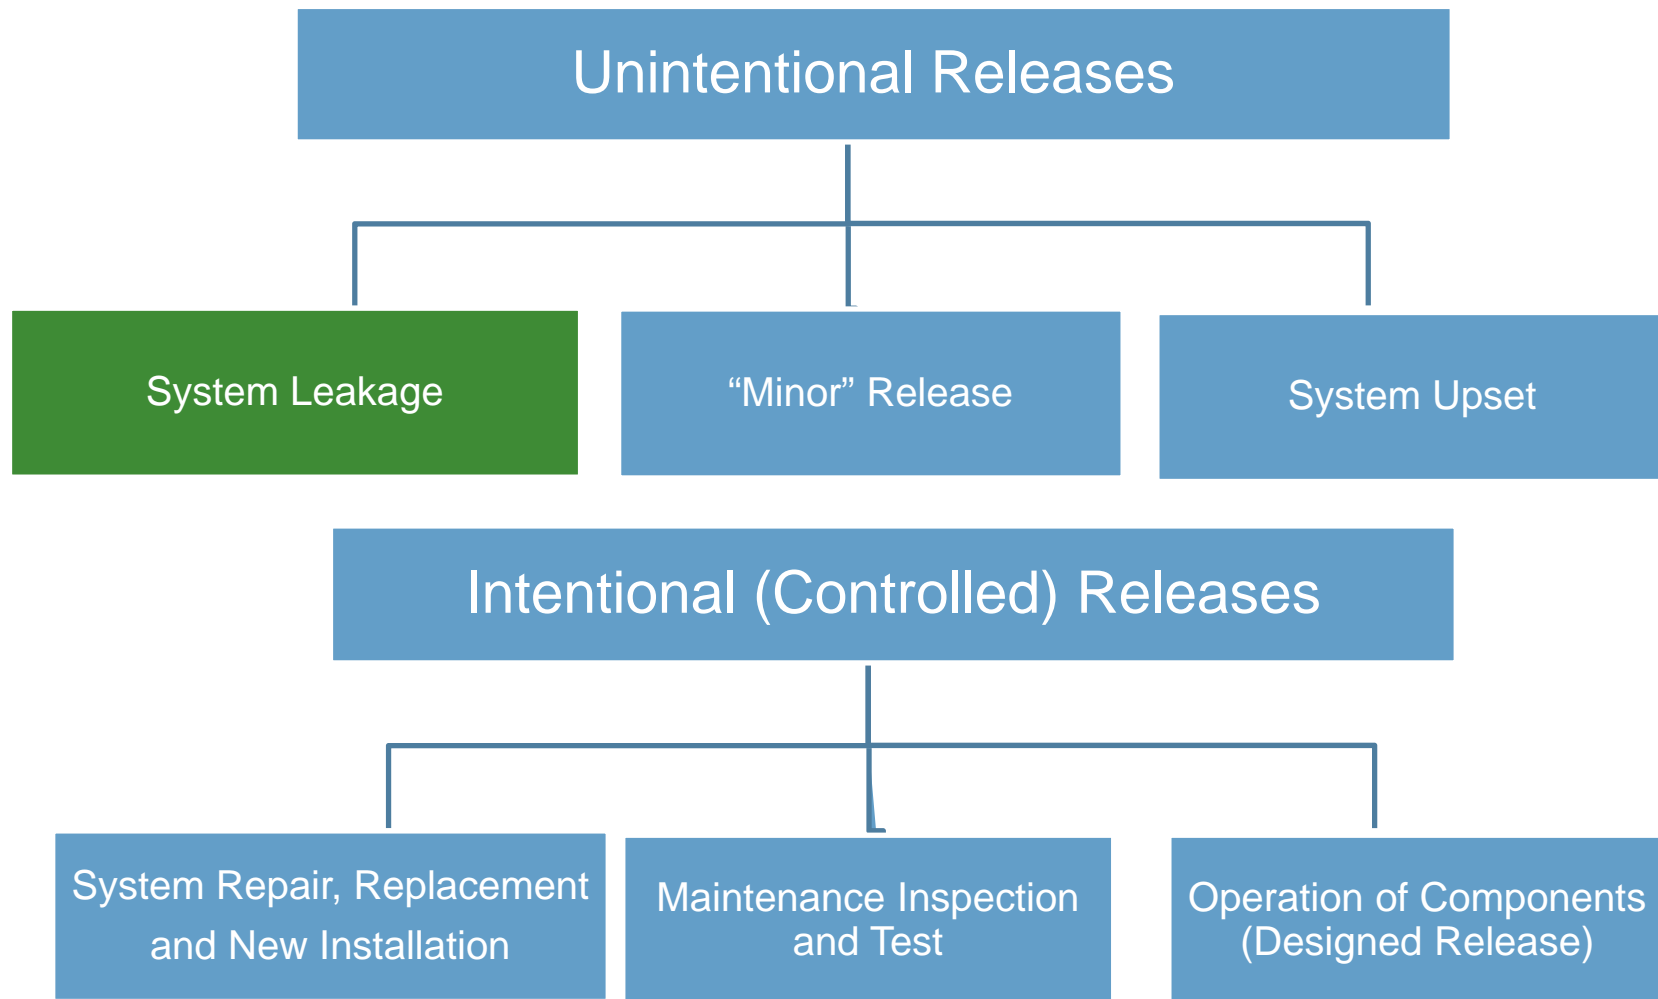 Unintentional Releases
System Leakage
“Minor” Release
System Upset
Intentional (Controlled) Releases
System Repair, Replacement
and New Installation
Maintenance Inspection
and Test
Operation of Components
(Designed Release)